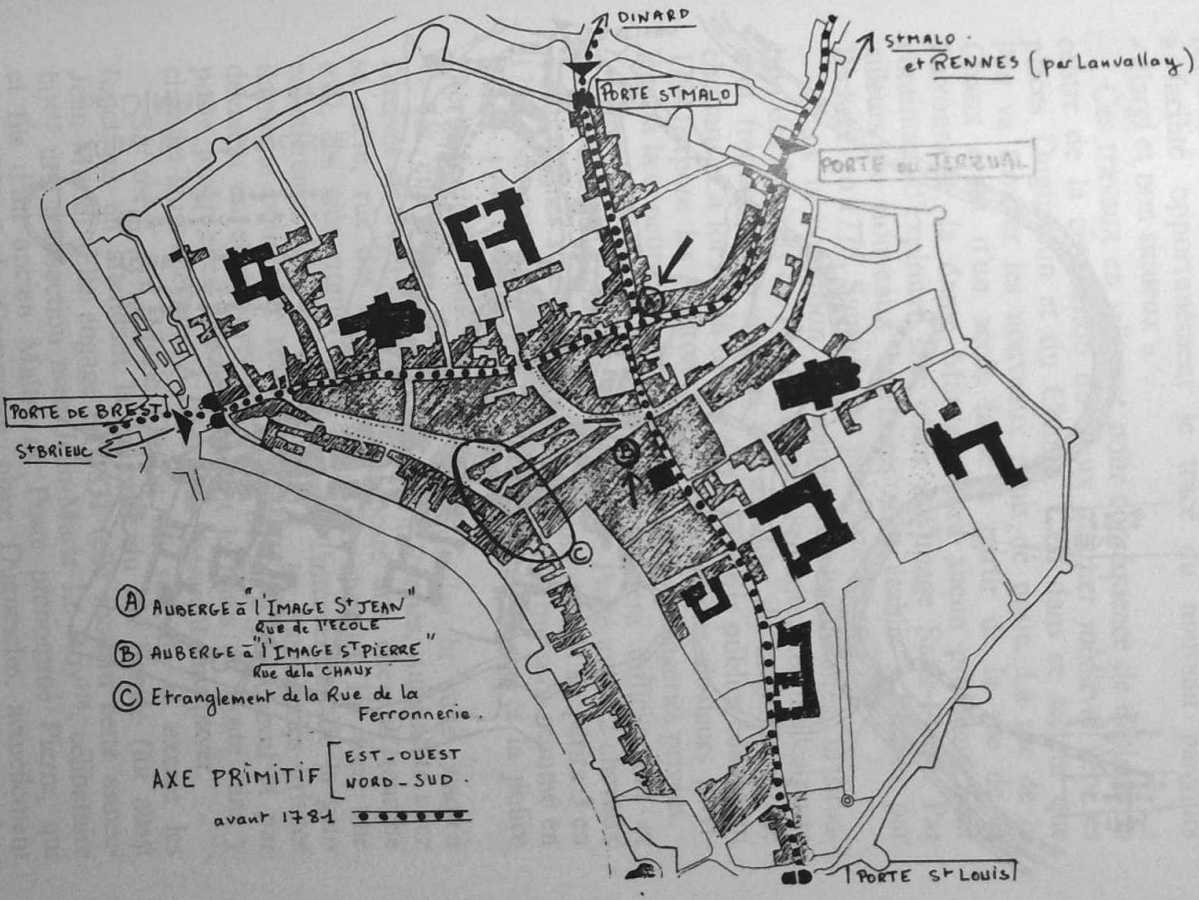 DINARD
St MALO.
et RENNES (par Lanvallay)
PORTE St MALO
PORTE DU JERZUAL
PORTE DE BREST
St BRIEUC
A
B
C
A AUBERGE à "l'IMAGE St JEAN"
Rue de l'ECOLE
B AUBERGE à "l'IMAGE St PIERRE"
Rue de la CHAUX
C Etranglement de la Rue de la
Ferronnerie.
AXE PRIMITIF [ EST-OUEST
NORD-SUD.
avant 1781
PORTE St LOUIS